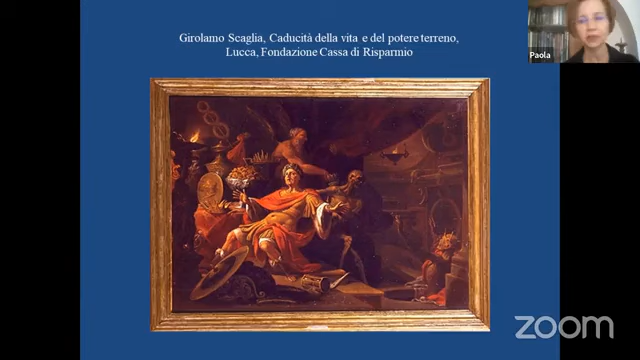 Girolamo Scaglia, Caducità della vita e del potere terreno,
Lucca, Fondazione Cassa di Risparmio
Paola
zoom